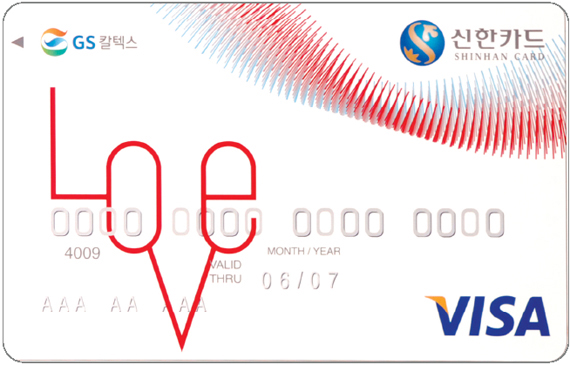 GS 칼텍스
신한카드
SHINHAN CARD
LOVe
0000 0000 0000 0000
4009
MONTH / YEAR
VALID THRU
06/07
AAA AA AAA
VISA